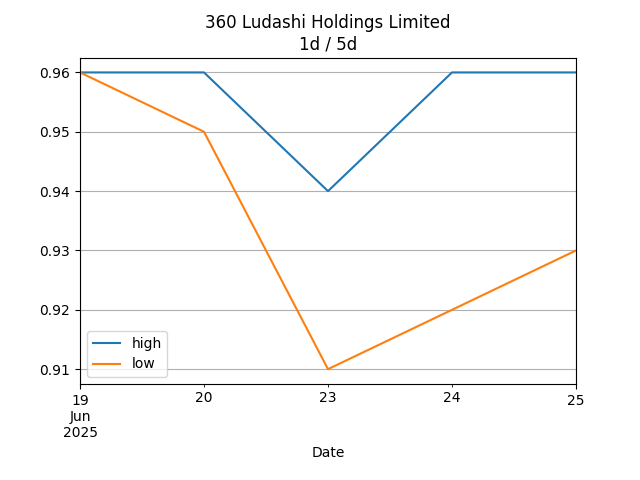 360 Ludashi Holdings Limited
1d / 5d
0.96
0.95
0.94
0.93
0.92
0.91
high
low
19 20 23 24 25
Jun
2025
Date